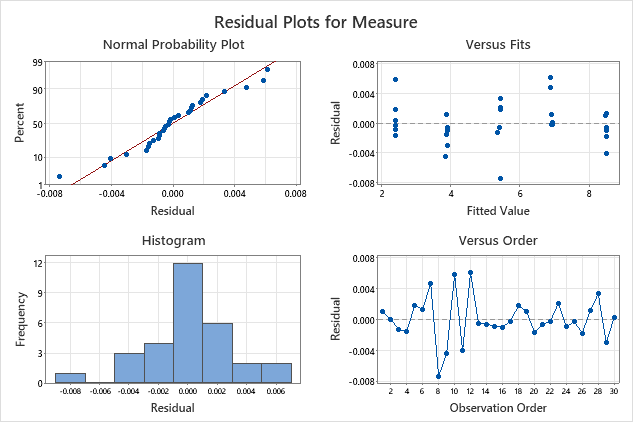 Residual Plots for Measure
Normal Probability Plot
99
90
50
10
1
Percent
-0.008 -0.004 0.000 0.004 0.008
Residual
Versus Fits
0.008
0.004
0.000
-0.004
-0.008
Residual
2 4 6 8
Fitted Value
Histogram
12
9
6
3
0
Frequency
-0.008 -0.006 -0.004 -0.002 0.000 0.002 0.004 0.006
Residual
Versus Order
0.008
0.004
0.000
-0.004
-0.008
Residual
2 4 6 8 10 12 14 16 18 20 22 24 26 28 30
Observation Order